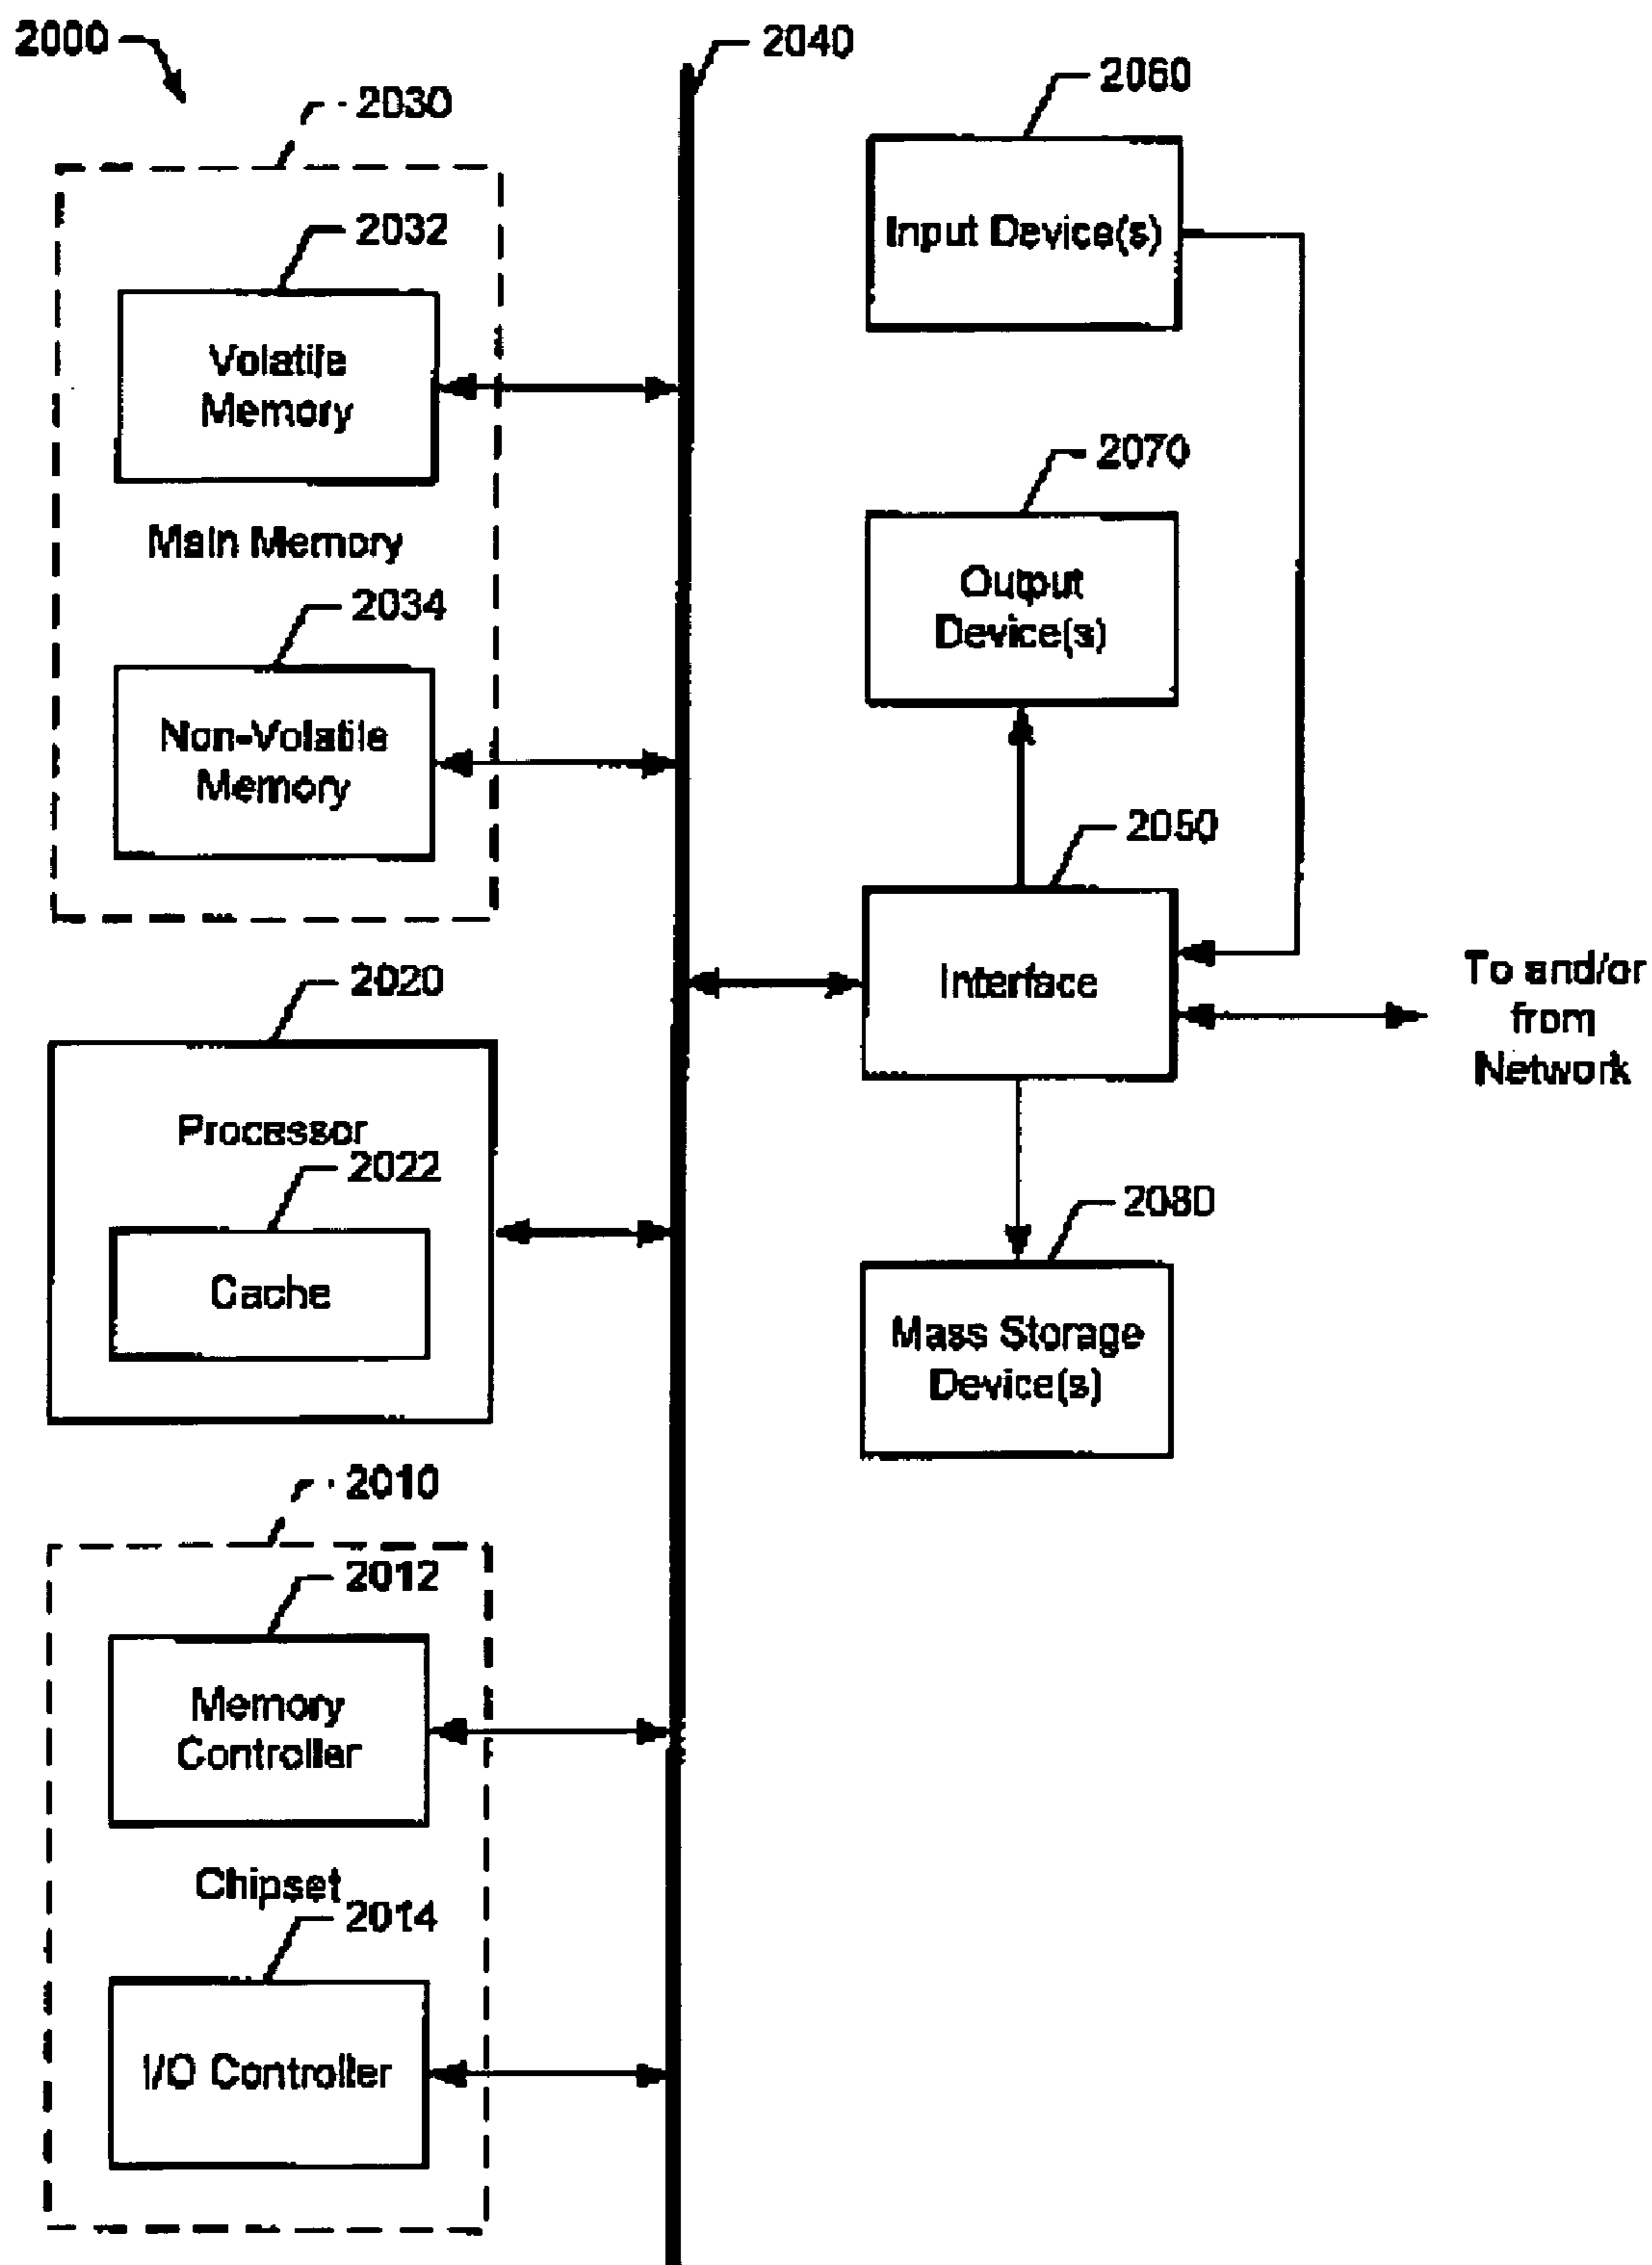 2000
2040
2060
2030
2032
Input Device(s)
Volatile
Memory
2070
Main Memory
Output
Device(s)
2034
Non-Volatile
Memory
2050
2020
Interface
To and/or
from
Network
Processor
2022
2080
Cache
Mass Storage
Device(s)
2010
2012
Memory
Controller
Chipset
2014
I/O Controller